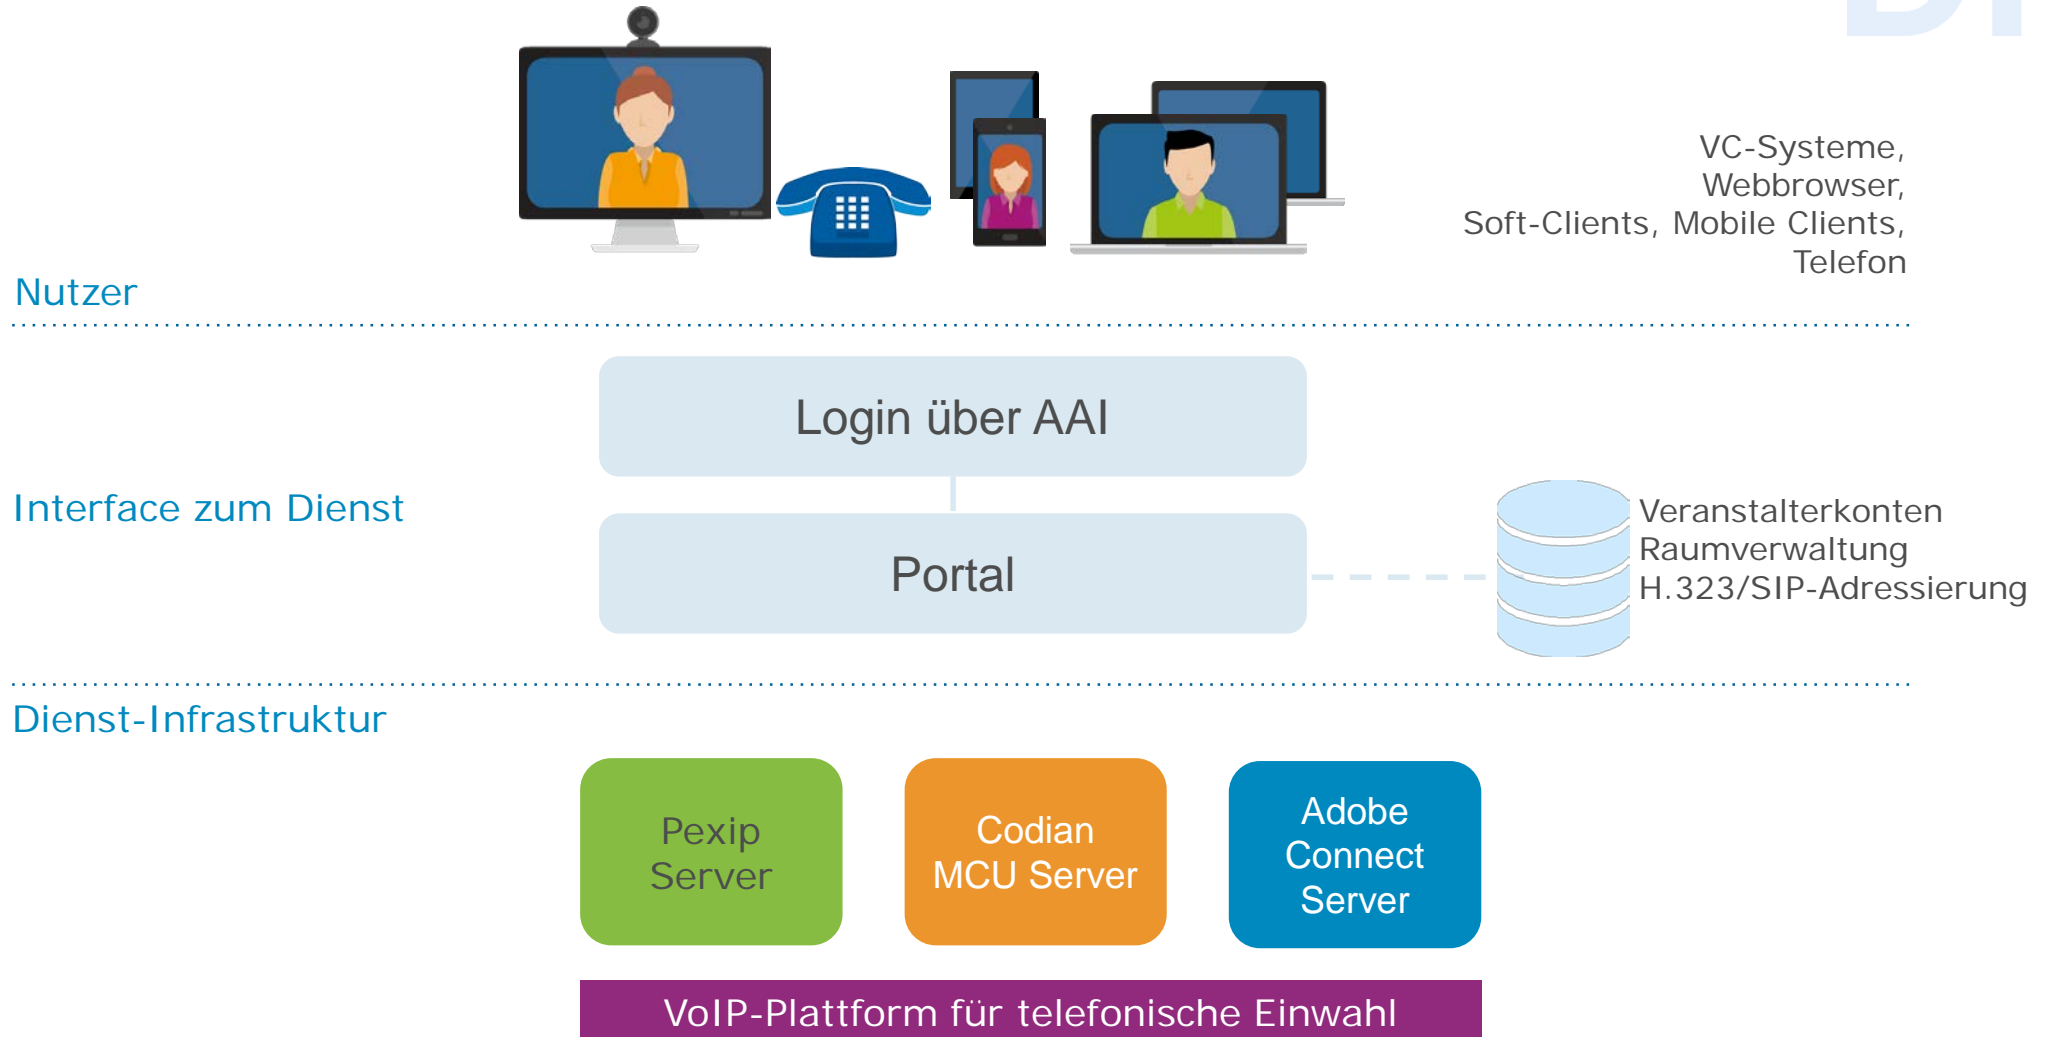 VC-Systeme,
Webbrowser,
Soft-Clients, Mobile Clients,
Telefon
Nutzer
Login über AAI
Interface zum Dienst
Portal
Veranstalterkonten
Raumverwaltung
H.323/SIP-Adressierung
Dienst-Infrastruktur
Pexip
Server
Codian
MCU Server
Adobe
Connect
Server
VoIP-Plattform für telefonische Einwahl